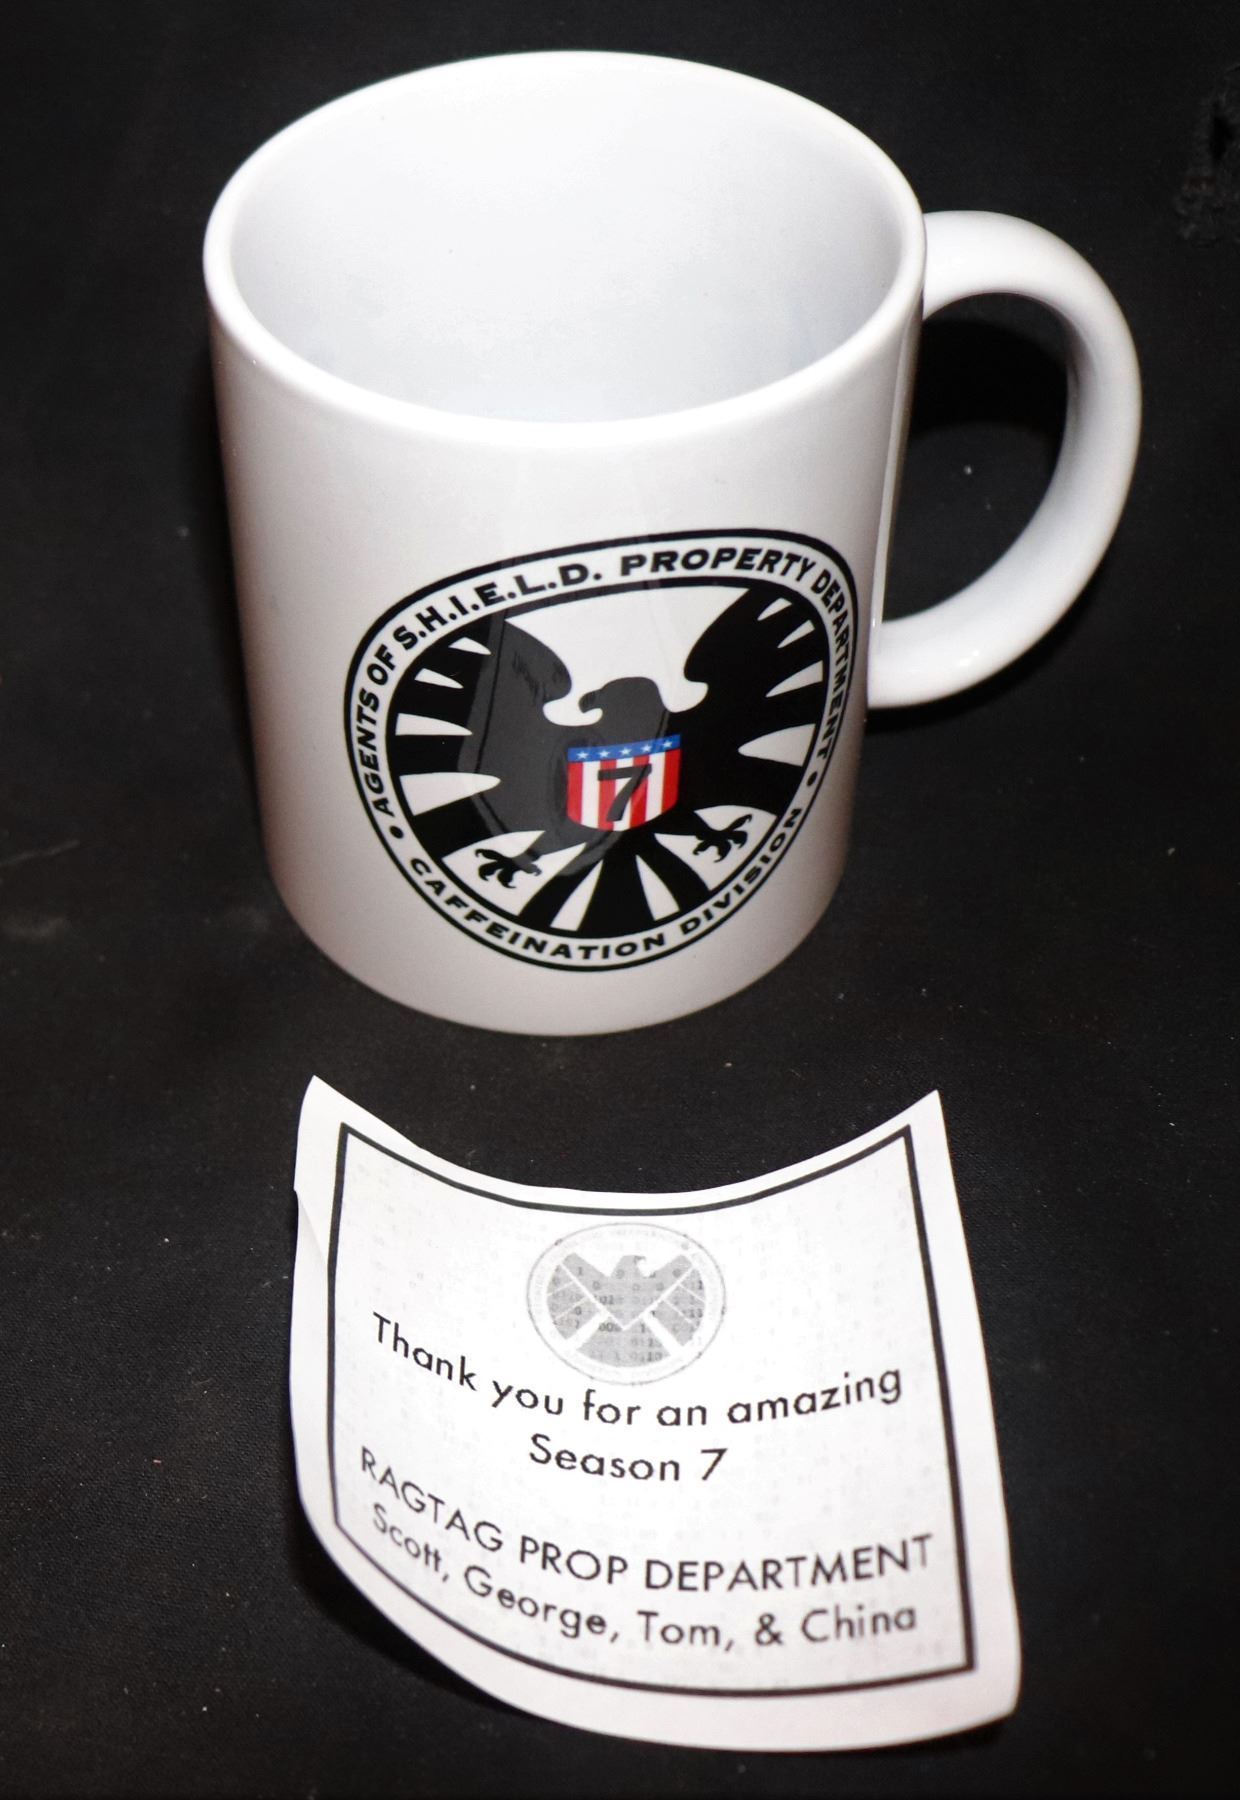 • AGENTS OF S.H.I.E.L.D. PROPERTY DEPARTMENT •
7
CAFFEINATION DIVISION
Thank you for an amazing
Season 7
RAGTAG PROP DEPARTMENT
Scott, George, Tom, & China